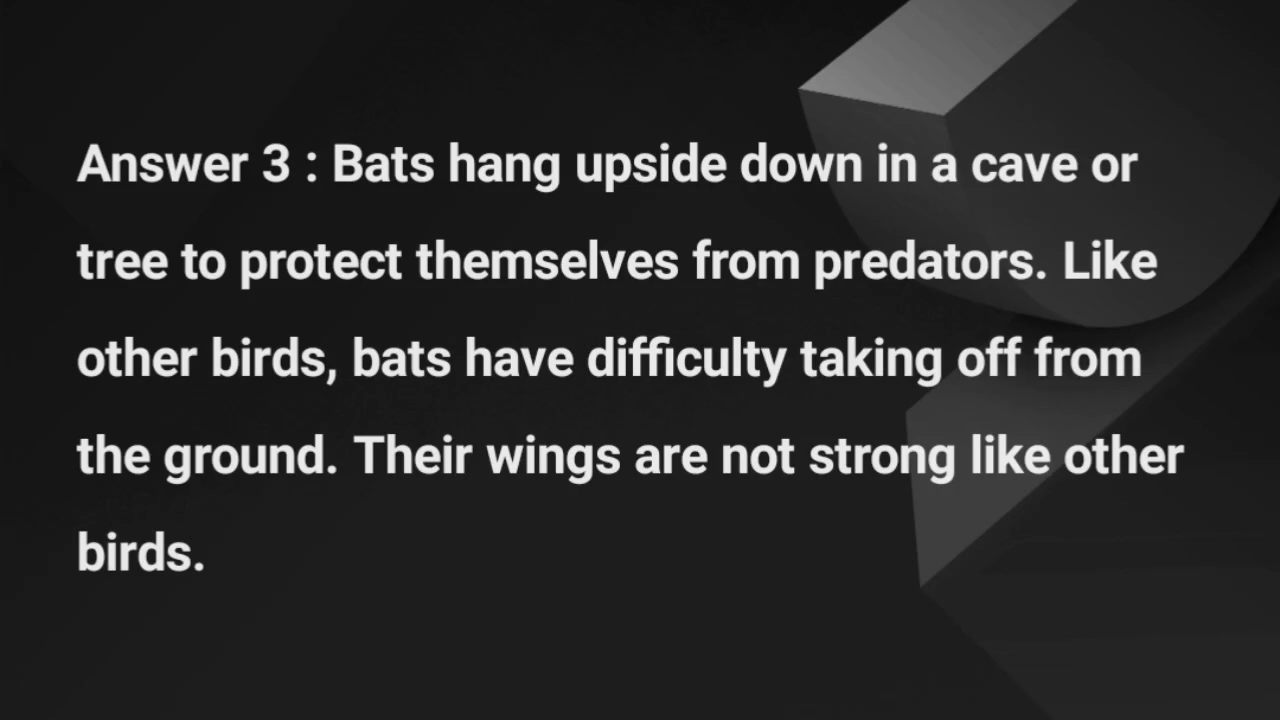 Answer 3 : Bats hang upside down in a cave or
tree to protect themselves from predators. Like
other birds, bats have difficulty taking off from
the ground. Their wings are not strong like other
birds.